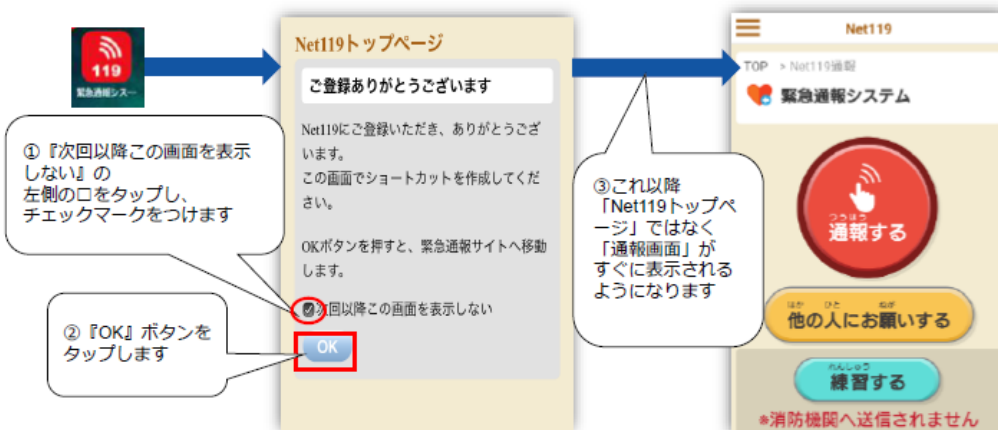 119
緊急通報シス…
①『次回以降この画面を表示
しない』の
左側の□をタップし、
チェックマークをつけます
②『OK』ボタンを
タップします
Net119トップページ
ご登録ありがとうございます
Net119にご登録いただき、ありがとうござ
います。
この画面でショートカットを作成してくだ
さい。
OKボタンを押すと、緊急通報サイトへ移動
します。
次回以降この画面を表示しない
OK
③これ以降
「Net119トップペ
ージ」ではなく
「通報画面」が
すぐに表示される
ようになります
Net119
TOP > Net119通報
緊急通報システム
つうほう
通報する
ほか ひと ねが
他の人にお願いする
れんしゅう
練習する
※消防機関へ送信されません